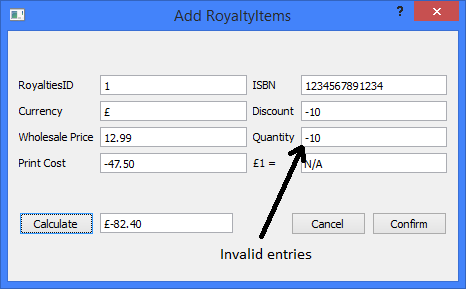 Add RoyaltyItems ?
RoyaltiesID 1 ISBN 1234567891234
Currency £ Discount -10
Wholesale Price 12.99 Quantity -10
Print Cost -47.50 £1 = N/A
Calculate £-82.40 Cancel Confirm
Invalid entries